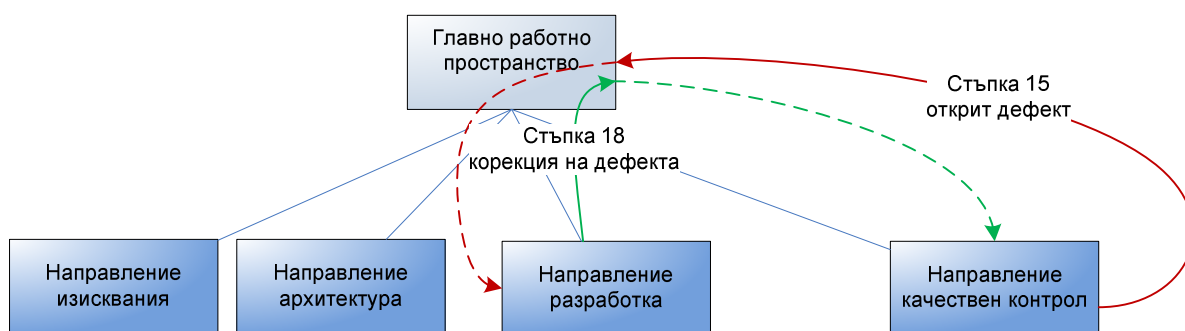 Главно работно
пространство
Стъпка 15
открит дефект
Стъпка 18
корекция на дефекта
Направление
изисквания
Направление
архитектура
Направление
разработка
Направление
качествен контрол